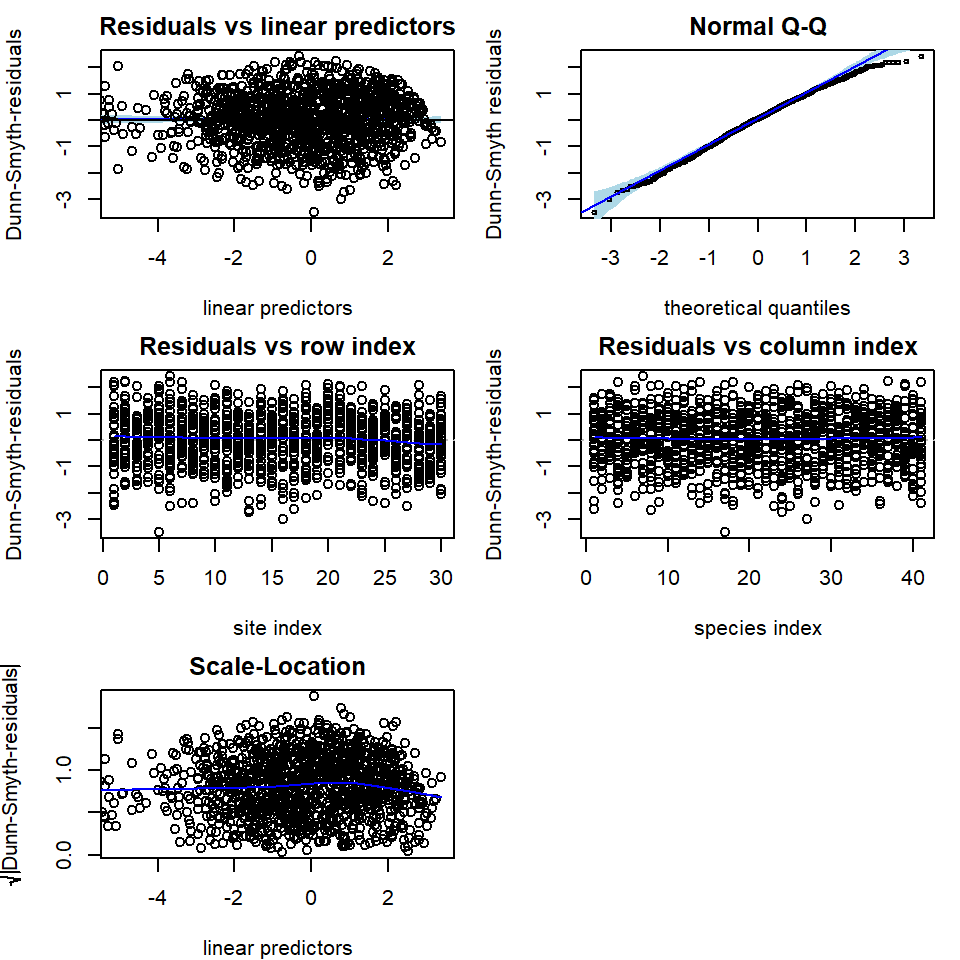 Residuals vs linear predictors
Dunn-Smyth-residuals
1
-1
-3
-4 -2 0 2
linear predictors
Normal Q-Q
Dunn-Smyth residuals
1
-1
-3
-3 -2 -1 0 1 2 3
theoretical quantiles
Residuals vs row index
Dunn-Smyth-residuals
1
-1
-3
0 5 10 15 20 25 30
site index
Residuals vs column index
Dunn-Smyth-residuals
1
-1
-3
0 10 20 30 40
species index
Scale-Location
√|Dunn-Smyth-residuals|
1.0
0.0
-4 -2 0 2
linear predictors